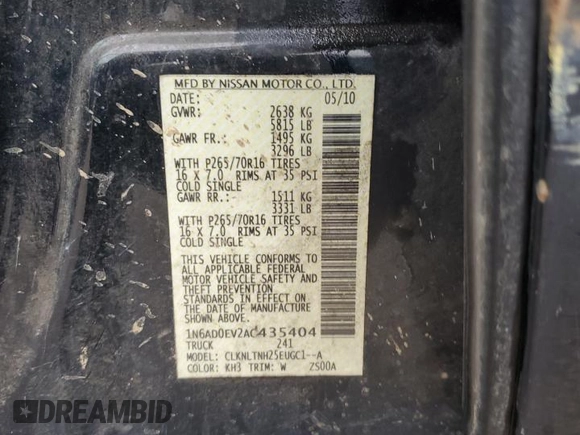 MFD BY NISSAN MOTOR CO., LTD.
DATE: 05/10
GVWR: 2638 KG
5815 LB
GAWR FR.: 1495 KG
3296 LB
WITH P265/70R16 TIRES
16 X 7.0 RIMS AT 35 PSI
COLD SINGLE
GAWR RR.: 1511 KG
3331 LB
WITH P265/70R16 TIRES
16 X 7.0 RIMS AT 35 PSI
COLD SINGLE
THIS VEHICLE CONFORMS TO
ALL APPLICABLE FEDERAL
MOTOR VEHICLE SAFETY AND
THEFT PREVENTION
STANDARDS IN EFFECT ON
THE DATE OF MANUFACTURE
SHOWN ABOVE.
1N6AD0EV2AC435404
TRUCK 241
MODEL: CLKNLTNH25EUGC1--A
COLOR: KH3 TRIM: W ZS00A
DREAMBID